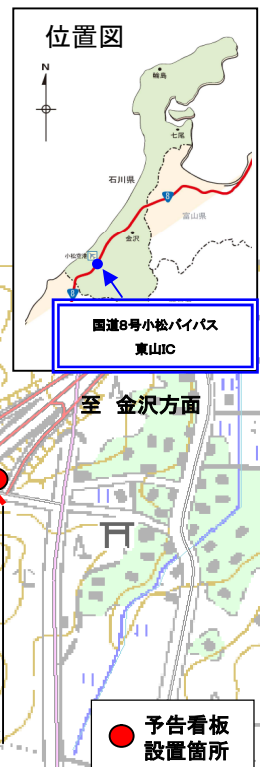 位置図
N
輪島
七尾
石川県
8
富山県
金沢
小松空港
8
国道8号小松バイパス
東山IC
至 金沢方面
予告看板
設置箇所